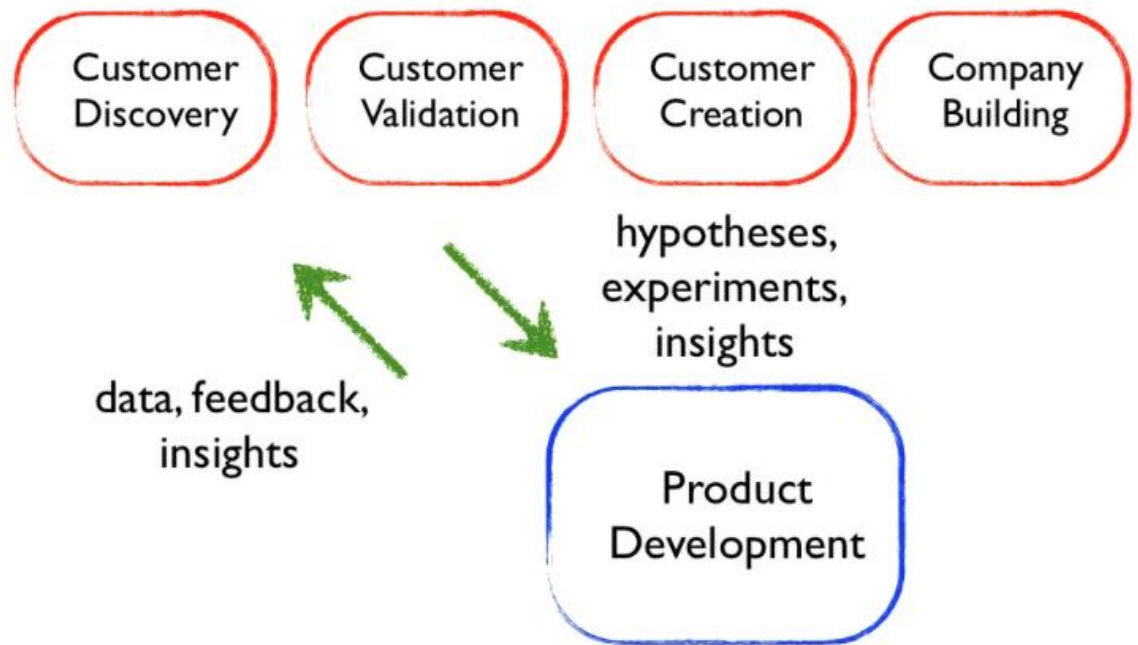 Customer
Discovery
Customer
Validation
Customer
Creation
Company
Building
hypotheses,
experiments,
insights
data, feedback,
insights
Product
Development